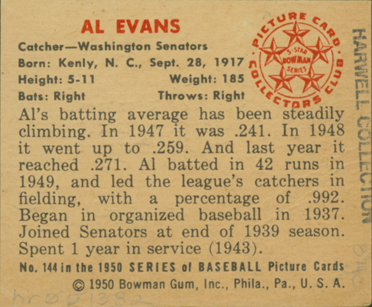 AL EVANS
Catcher—Washington Senators
Born: Kenly, N. C., Sept. 28, 1917
Height: 5-11 Weight: 185
Bats: Right Throws: Right
PICTURE CARD
5-STAR
BOWMAN
SERIES
COLLECTORS CLUB
Al's batting average has been steadily
climbing. In 1947 it was .241. In 1948
it went up to .259. And last year it
reached .271. Al batted in 42 runs in
1949, and led the league's catchers in
fielding, with a percentage of .992.
Began in organized baseball in 1937.
Joined Senators at end of 1939 season.
Spent 1 year in service (1943).
No. 144 in the 1950 SERIES of BASEBALL Picture Cards
© 1950 Bowman Gum, Inc., Phila., Pa., U. S. A.
HARWELL COLLECTION